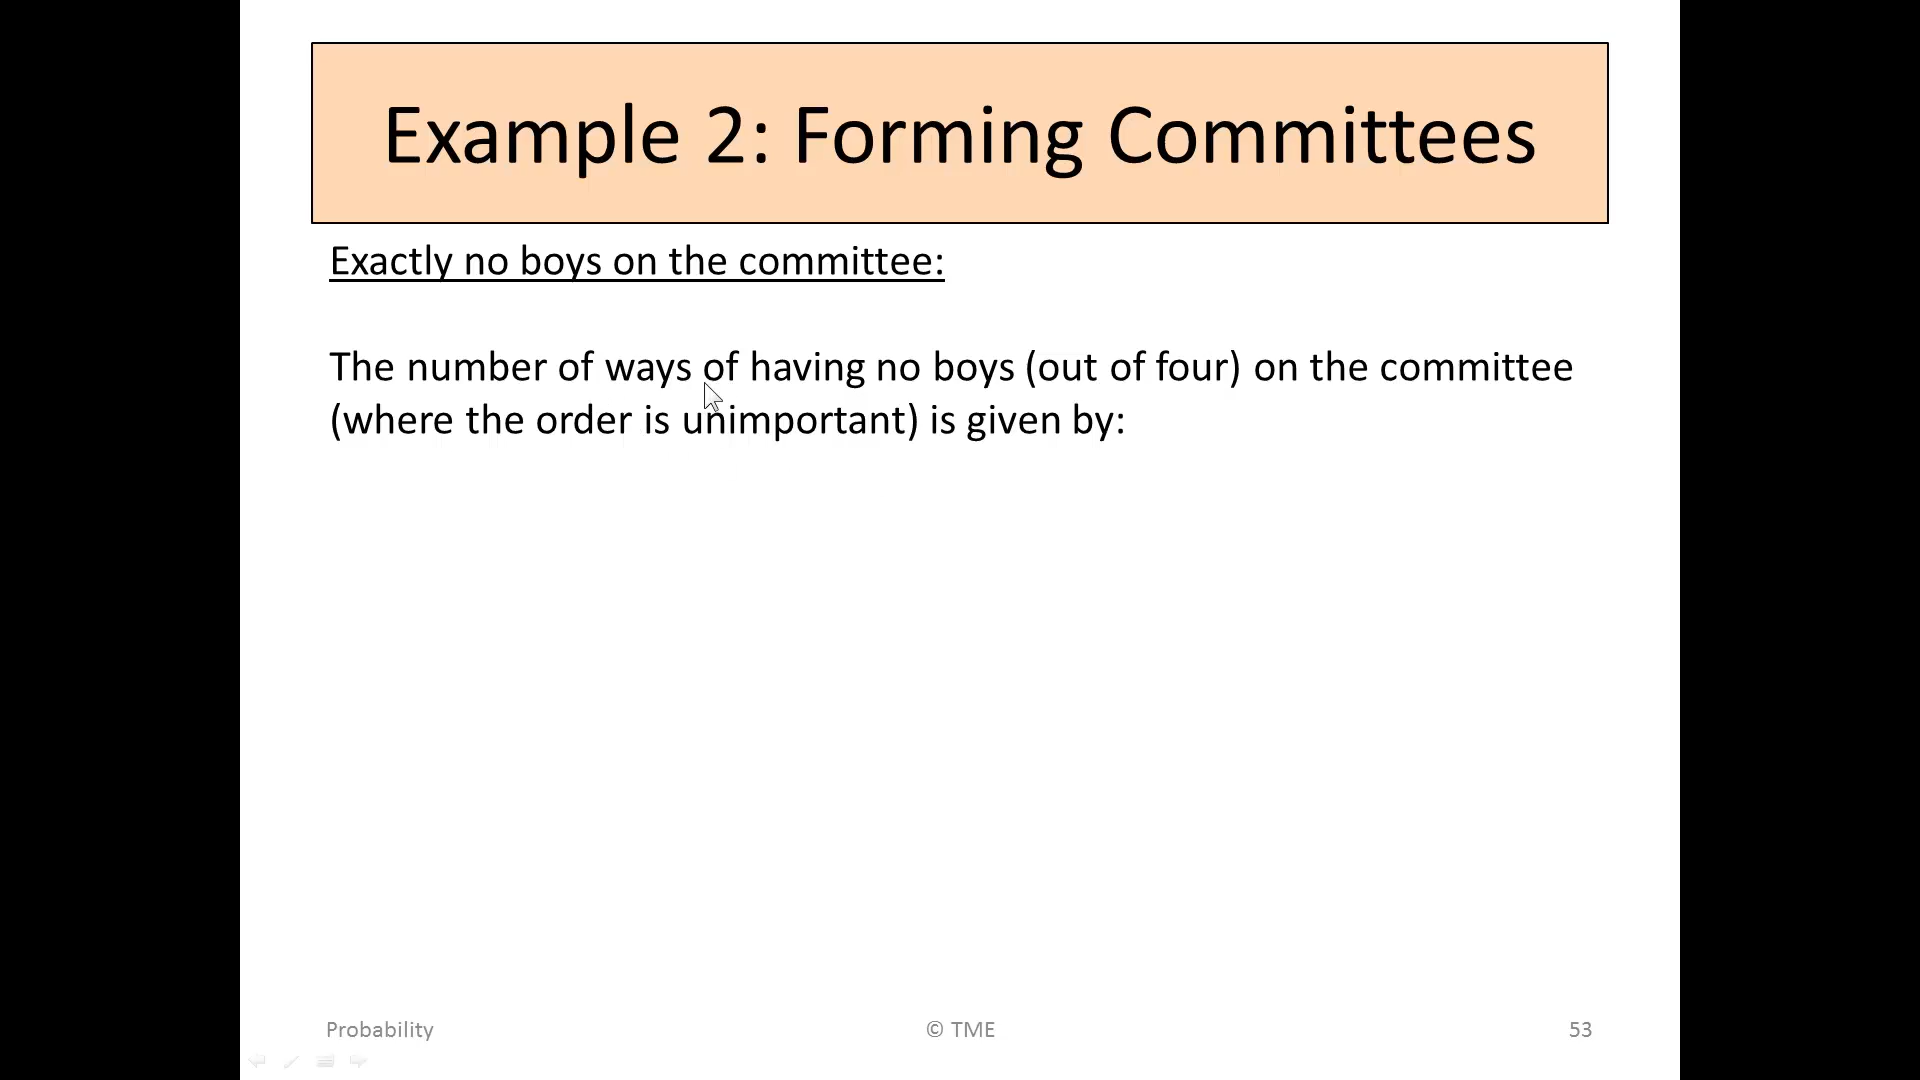 Example 2: Forming Committees
Exactly no boys on the committee:
The number of ways of having no boys (out of four) on the committee
(where the order is unimportant) is given by:
Probability
© TME
53